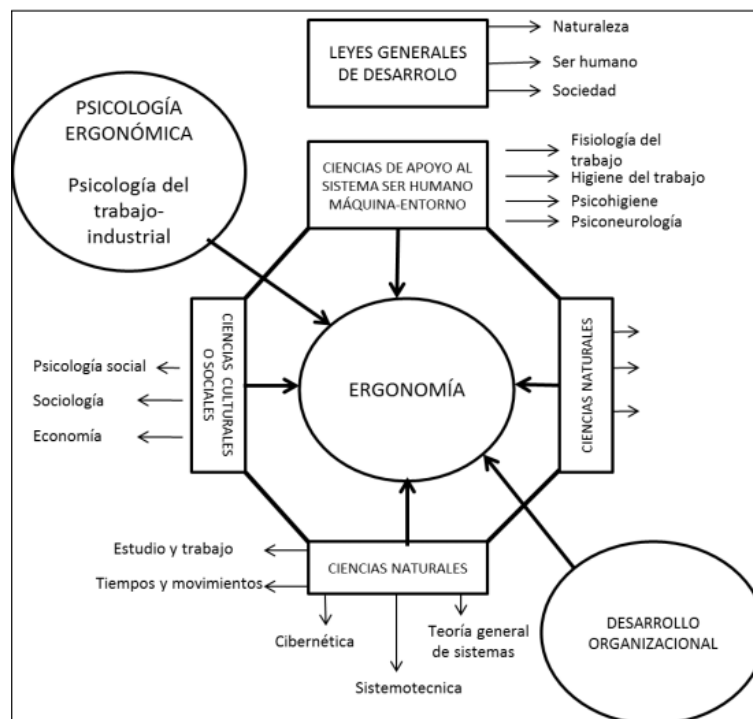 LEYES GENERALES
DE DESARROLO
Naturaleza
Ser humano
Sociedad
PSICOLOGÍA
ERGONÓMICA
Psicología del
trabajo-
industrial
CIENCIAS DE APOYO AL
SISTEMA SER HUMANO
MÁQUINA-ENTORNO
Fisiología del
trabajo
Higiene del trabajo
Psicohigiene
Psiconeurología
CIENCIAS CULTURALES
O SOCIALES
Psicología social
Sociología
Economía
ERGONOMÍA
CIENCIAS NATURALES
Estudio y trabajo
Tiempos y movimientos
CIENCIAS NATURALES
Cibernética
Sistemotecnica
Teoría general
de sistemas
DESARROLLO
ORGANIZACIONAL